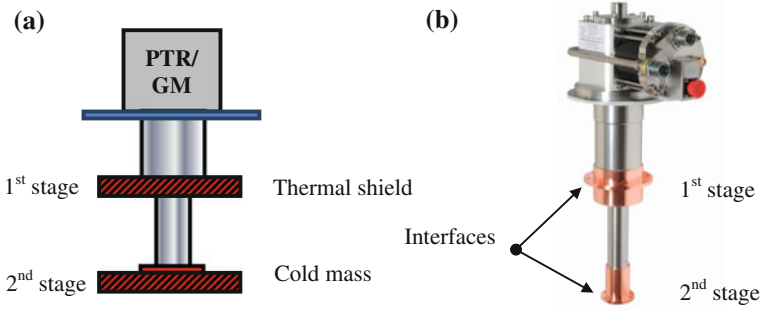 (a)
PTR/
GM
1st stage
Thermal shield
2nd stage
Cold mass
(b)
1st stage
Interfaces
2nd stage